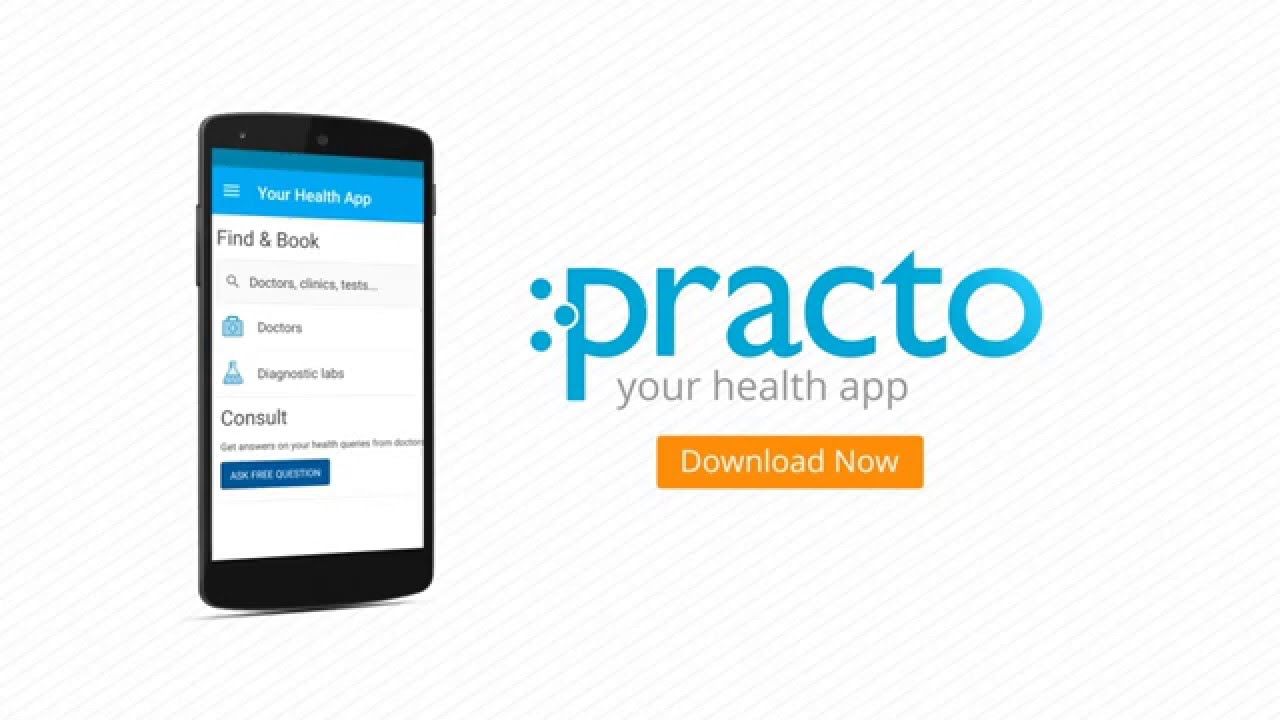 Your Health App
Find & Book
Doctors, clinics, tests...
Doctors
Diagnostic labs
Consult
Get answers on your health queries from doctors
ASK FREE QUESTION
practo
your health app
Download Now